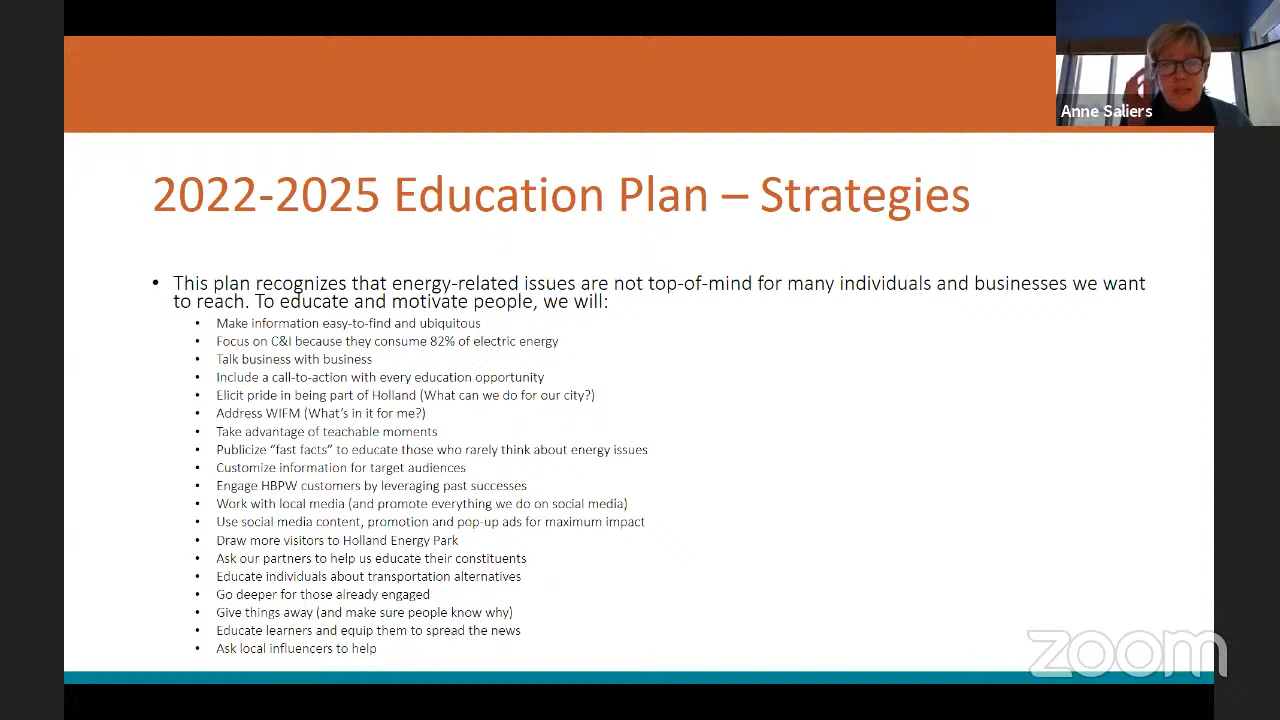 Anne Saliers
2022-2025 Education Plan – Strategies
• This plan recognizes that energy-related issues are not top-of-mind for many individuals and businesses we want
to reach. To educate and motivate people, we will:
• Make information easy-to-find and ubiquitous
• Focus on C&I because they consume 82% of electric energy
• Talk business with business
• Include a call-to-action with every education opportunity
• Elicit pride in being part of Holland (What can we do for our city?)
• Address WIFM (What's in it for me?)
• Take advantage of teachable moments
• Publicize “fast facts” to educate those who rarely think about energy issues
• Customize information for target audiences
• Engage HBPW customers by leveraging past successes
• Work with local media (and promote everything we do on social media)
• Use social media content, promotion and pop-up ads for maximum impact
• Draw more visitors to Holland Energy Park
• Ask our partners to help us educate their constituents
• Educate individuals about transportation alternatives
• Go deeper for those already engaged
• Give things away (and make sure people know why)
• Educate learners and equip them to spread the news
• Ask local influencers to help
zoom